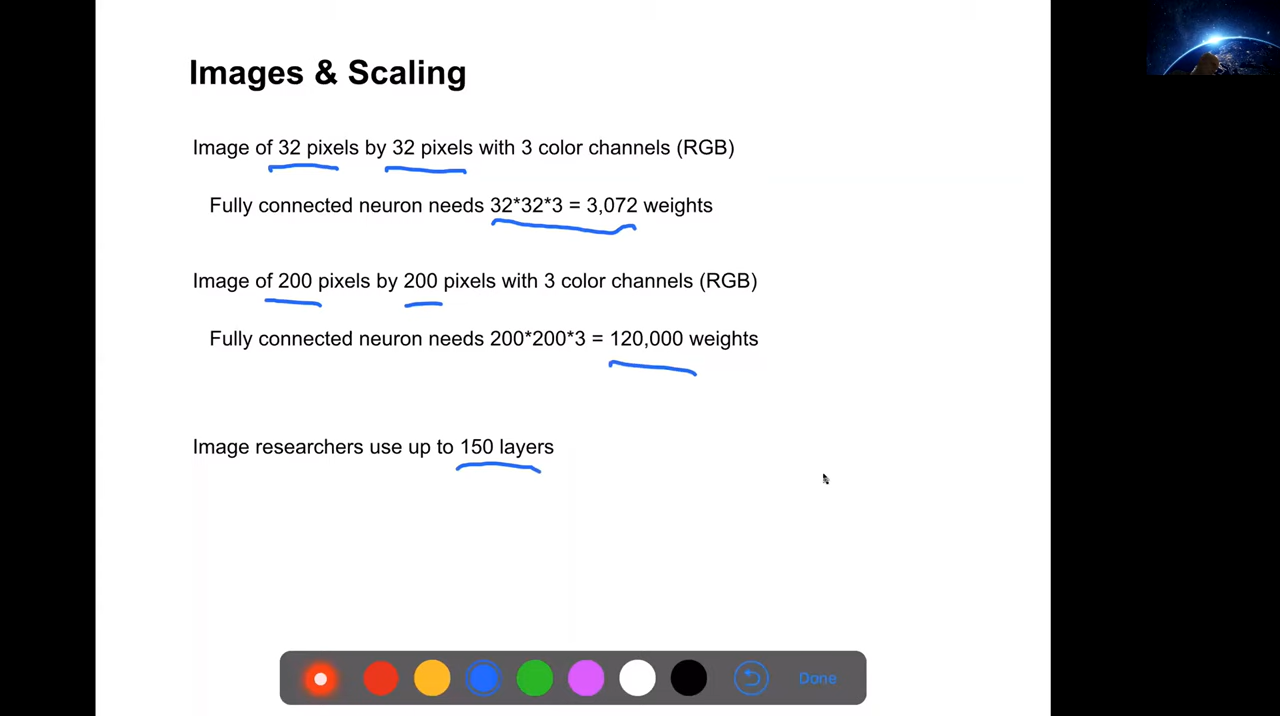 Images & Scaling
Image of 32 pixels by 32 pixels with 3 color channels (RGB)
Fully connected neuron needs 32*32*3 = 3,072 weights
Image of 200 pixels by 200 pixels with 3 color channels (RGB)
Fully connected neuron needs 200*200*3 = 120,000 weights
Image researchers use up to 150 layers
Done